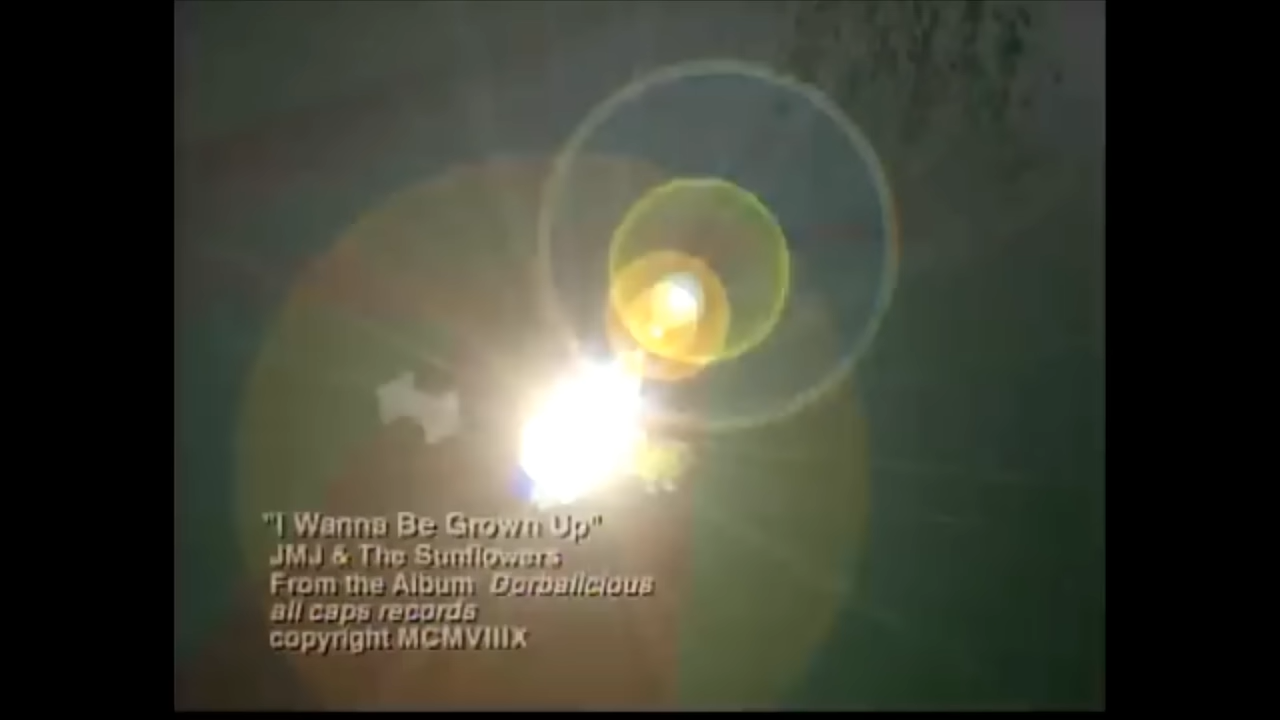 "I Wanna Be Grown Up"
JMJ & The Sunflowers
From the Album Dorbalicious
all caps records
copyright MCMVIIIX